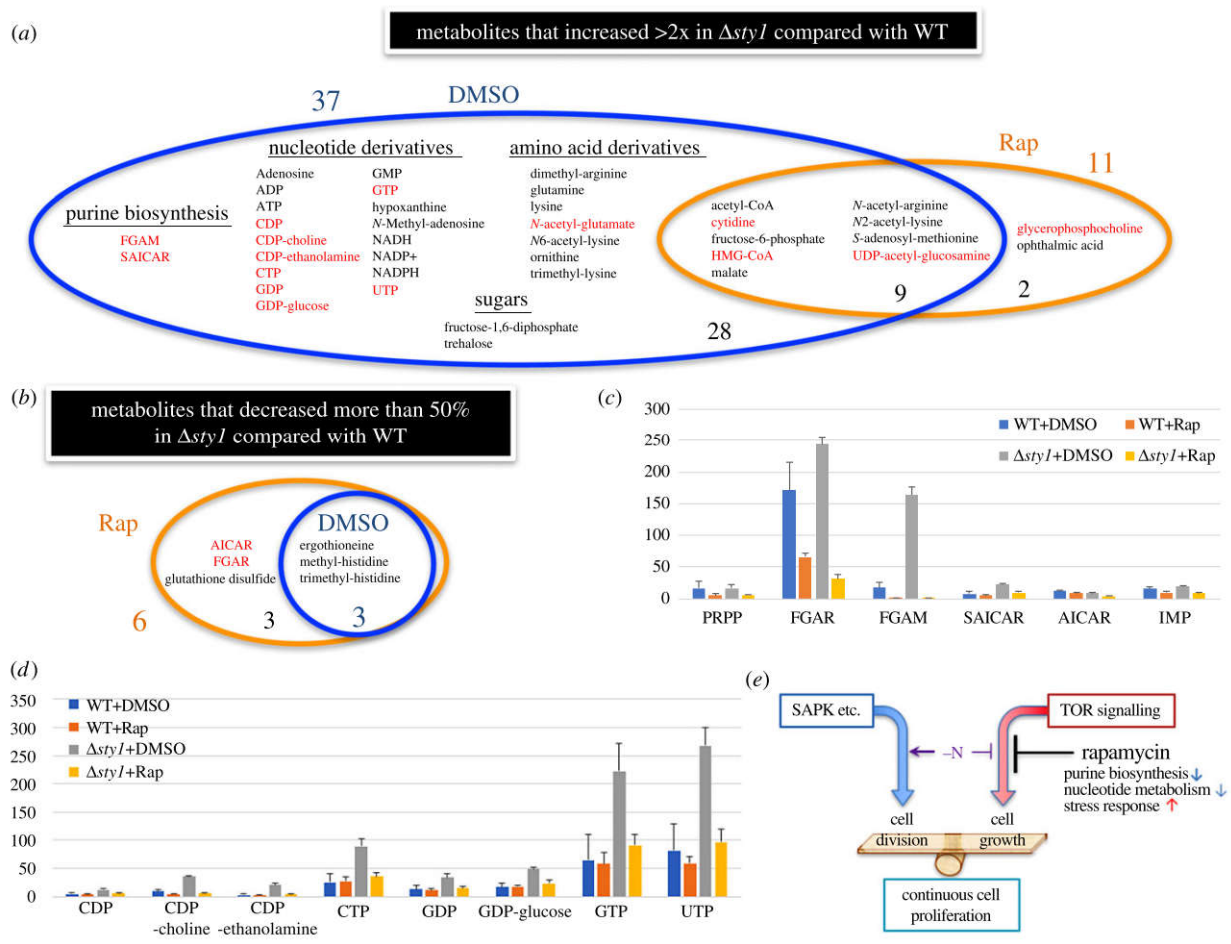 (a)
metabolites that increased >2x in Δsty1 compared with WT
37
DMSO
Rap
11
nucleotide derivatives
amino acid derivatives
purine biosynthesis
FGAM
SAICAR
Adenosine
ADP
ATP
CDP
CDP-choline
CDP-ethanolamine
CTP
GDP
GDP-glucose
GMP
GTP
hypoxanthine
N-Methyl-adenosine
NADH
NADP+
NADPH
UTP
dimethyl-arginine
glutamine
lysine
N-acetyl-glutamate
N6-acetyl-lysine
ornithine
trimethyl-lysine
sugars
fructose-1,6-diphosphate
trehalose
28
acetyl-CoA
cytidine
fructose-6-phosphate
HMG-CoA
malate
N-acetyl-arginine
N2-acetyl-lysine
S-adenosyl-methionine
UDP-acetyl-glucosamine
9
glycerophosphocholine
ophthalmic acid
2
(b)
metabolites that decreased more than 50%
in Δsty1 compared with WT
Rap
DMSO
AICAR
FGAR
glutathione disulfide
ergothioneine
methyl-histidine
trimethyl-histidine
6
3
3
(c)
300
250
200
150
100
50
0
WT+DMSO
WT+Rap
Δsty1+DMSO
Δsty1+Rap
PRPP
FGAR
FGAM
SAICAR
AICAR
IMP
(d)
350
300
250
200
150
100
50
0
WT+DMSO
WT+Rap
Δsty1+DMSO
Δsty1+Rap
CDP
CDP
-choline
CDP
-ethanolamine
CTP
GDP
GDP-glucose
GTP
UTP
(e)
SAPK etc.
TOR signalling
–N
rapamycin
purine biosynthesis ↓
nucleotide metabolism ↓
stress response ↑
cell
division
cell
growth
continuous cell
proliferation